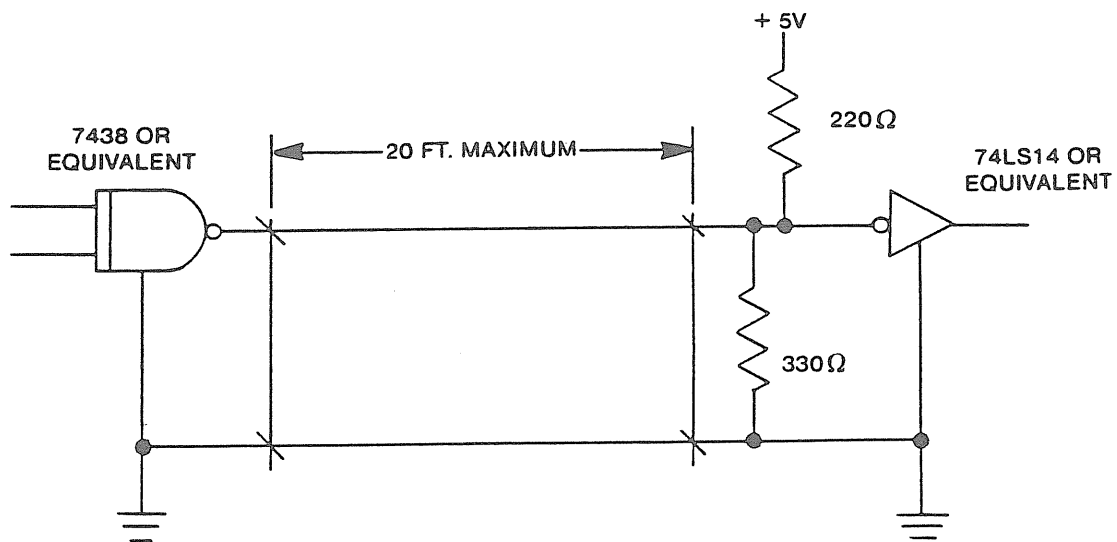 + 5V
220Ω
7438 OR
EQUIVALENT
20 FT. MAXIMUM
74LS14 OR
EQUIVALENT
330Ω